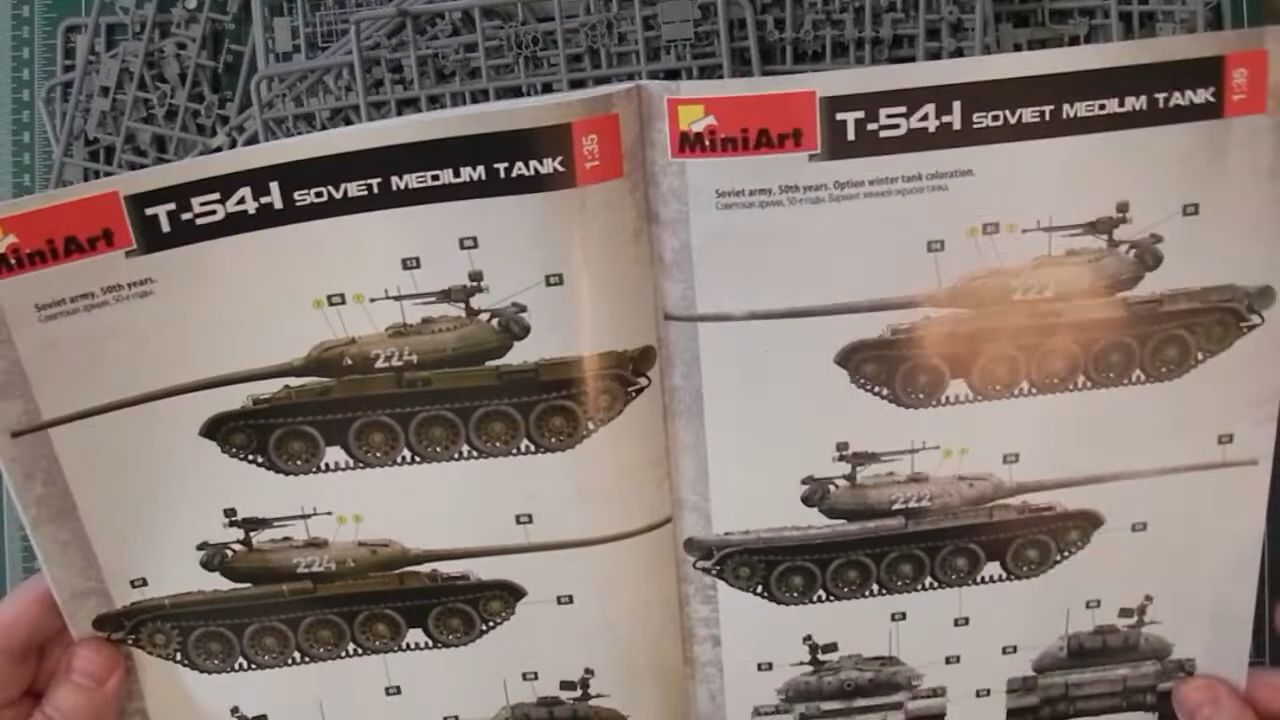 MiniArt
T-54-1 SOVIET MEDIUM TANK
1:35
Soviet army, 50th years.
Советская армия, 50-е годы.
224
224
MiniArt
T-54-1 SOVIET MEDIUM TANK
1:35
Soviet army, 50th years. Option winter tank coloration.
Советская армия, 50-е годы. Вариант зимней окраски танка.
222
222